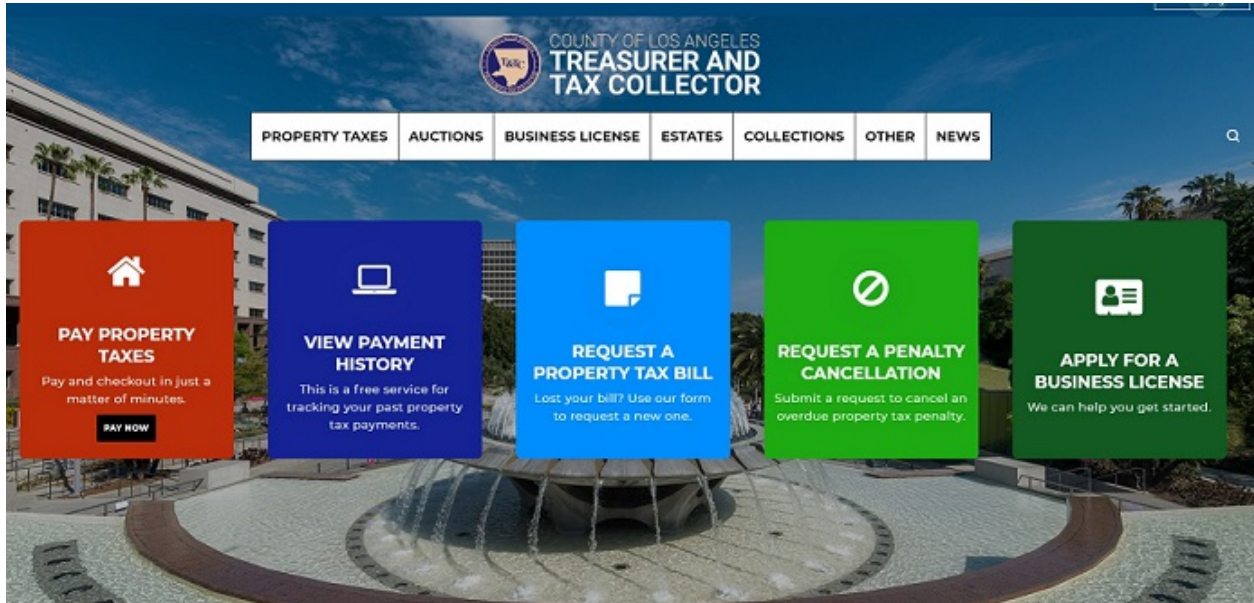 COUNTY OF LOS ANGELES
TREASURER AND
TAX COLLECTOR
PROPERTY TAXES AUCTIONS BUSINESS LICENSE ESTATES COLLECTIONS OTHER NEWS
PAY PROPERTY
TAXES
Pay and checkout in just a
matter of minutes.
PAY NOW
VIEW PAYMENT
HISTORY
This is a free service for
tracking your past property
tax payments.
REQUEST A
PROPERTY TAX BILL
Lost your bill? Use our form
to request a new one.
REQUEST A PENALTY
CANCELLATION
Submit a request to cancel an
overdue property tax penalty.
APPLY FOR A
BUSINESS LICENSE
We can help you get started.